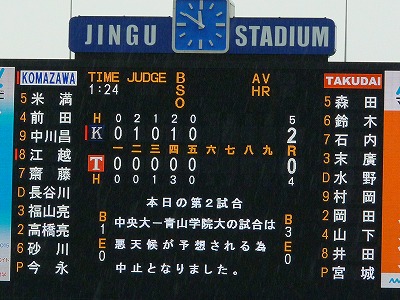 JINGU STADIUM
KOMAZAWA
5 米満
4 前田
9 中川昌
8 江越
7 齋藤
D 長谷川
3 福山亮
2 高橋亮
6 砂川
P 今永
TIME JUDGE B S O AV HR
1:24
H 0 2 1 2 0 5
K 0 1 0 1 0 2
一 二 三 四 五 六 七 八 九 R
T 0 0 0 0 0 0
H 0 0 1 3 0 4
B 1 E 0
本日の第2試合
中央大ー青山学院大の試合は
悪天候が予想される為
中止となりました。
B 3 E 0
TAKUDAI
5 森田
6 鈴木
7 石内
3 末廣
D 水野
9 村岡
2 岡田
4 山下
8 井田
P 宮城